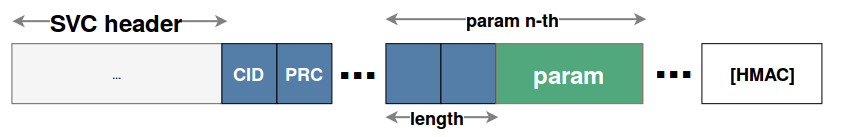 SVC header
param n-th
...
CID
PRC
...
param
...
[HMAC]
length